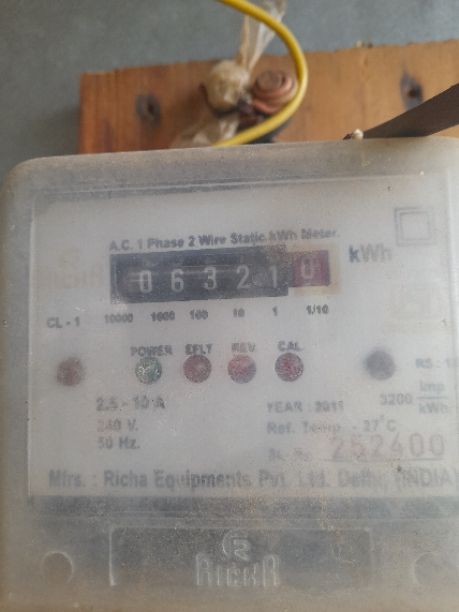 A.C. 1 Phase 2 Wire Static kWh Meter.
0 6 3 2 1 0 kWh
CL - 1 10000 1000 100 10 1 1/10
POWER EFLT REV. CAL
2.5 - 10 A
240 V.
50 Hz.
YEAR : 2011
3200 Imp
kWh
Ref. Temp. - 27°C
252400
Mfrs. : Richa Equipments Pvt. Ltd. Delhi, (INDIA)
R
RICHA